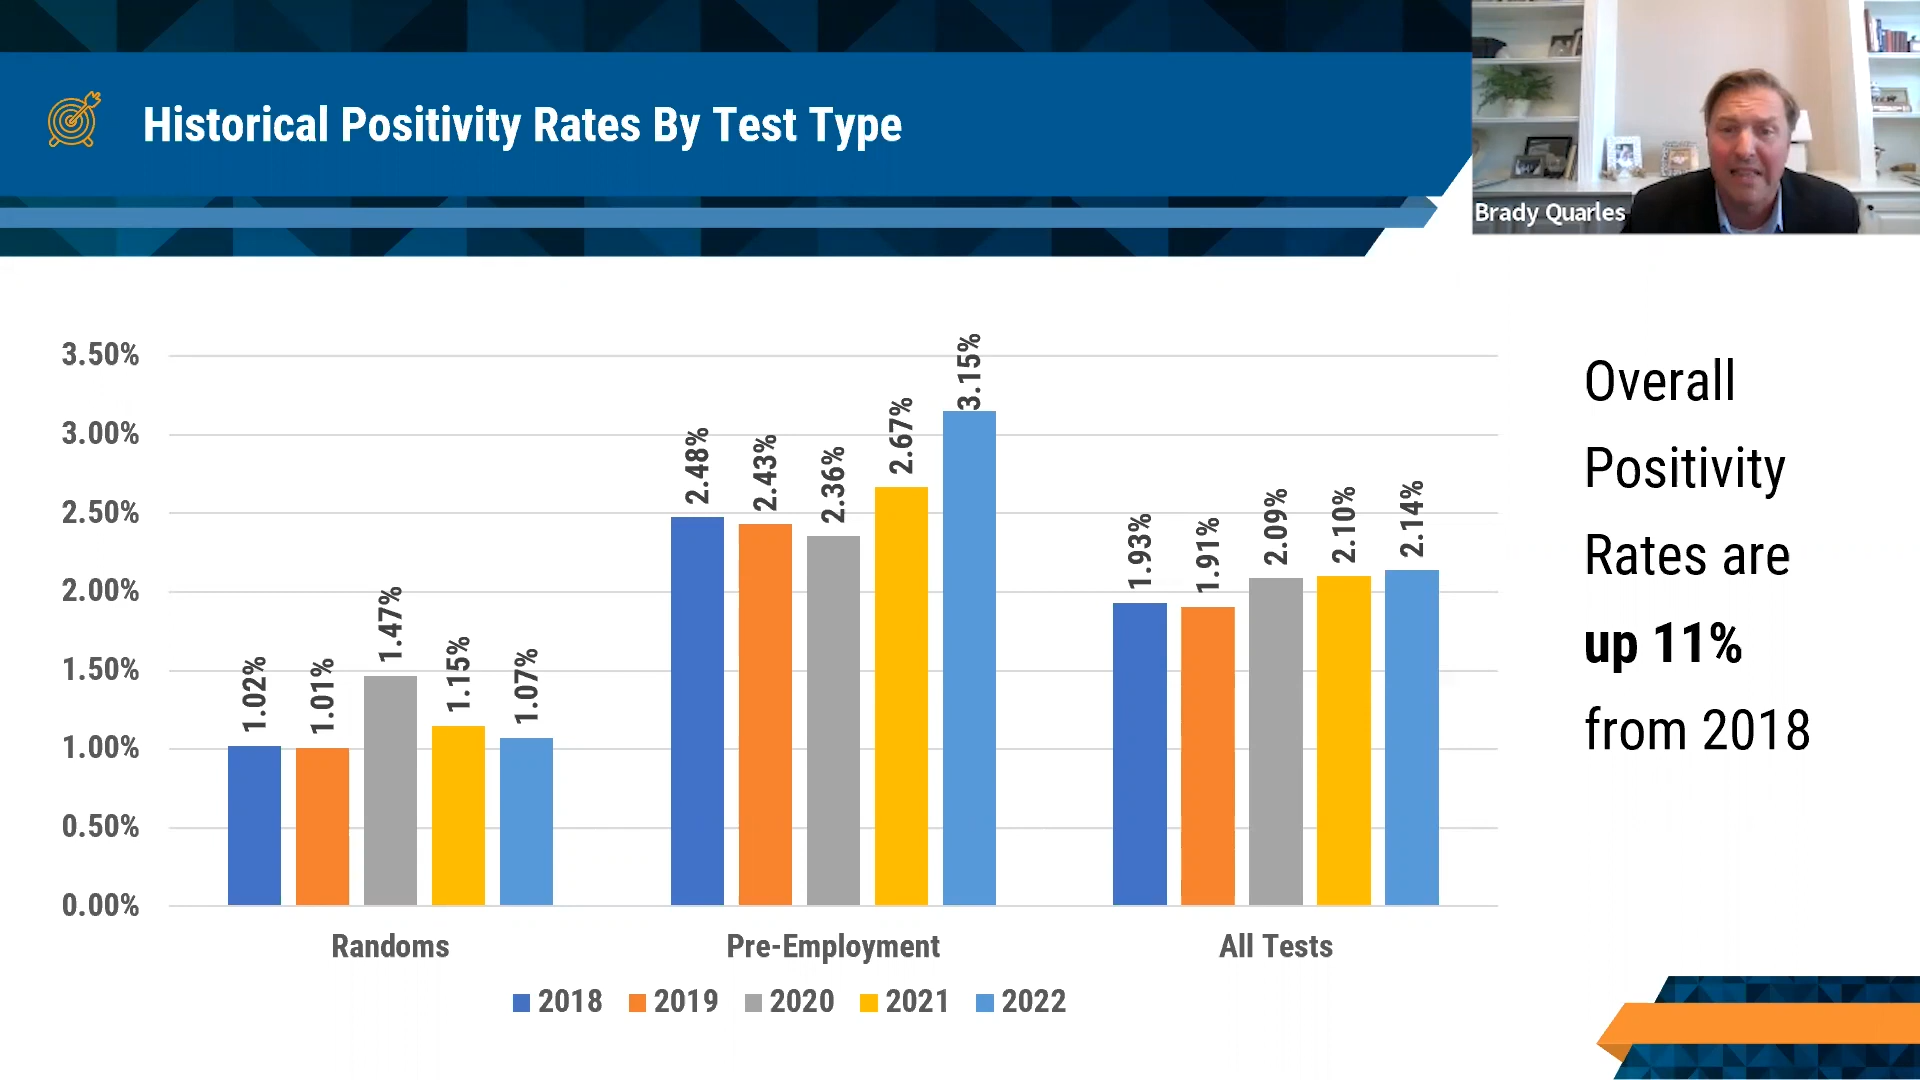 Historical Positivity Rates By Test Type
Brady Quarles
3.50%
3.00%
2.50%
2.00%
1.50%
1.00%
0.50%
0.00%
1.02%
1.01%
1.47%
1.15%
1.07%
2.48%
2.43%
2.36%
2.67%
3.15%
1.93%
1.91%
2.09%
2.10%
2.14%
Randoms
Pre-Employment
All Tests
2018 2019 2020 2021 2022
Overall
Positivity
Rates are
up 11%
from 2018